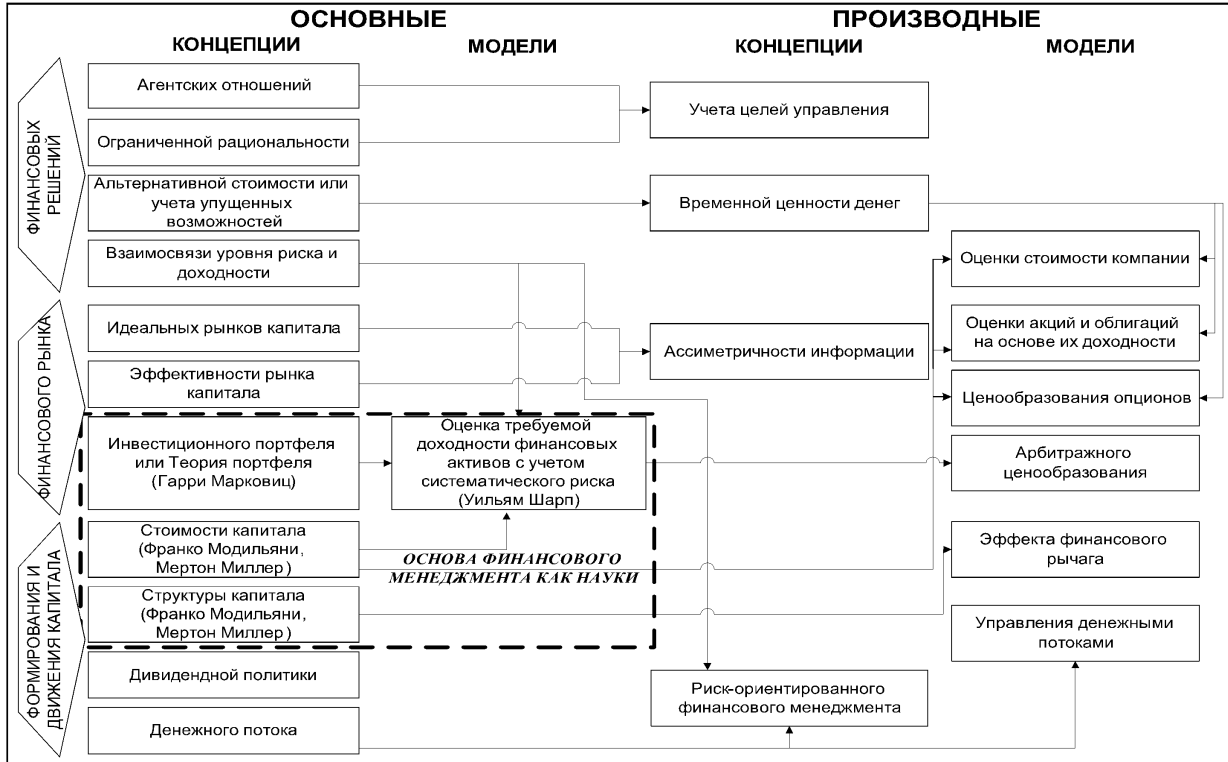 ОСНОВНЫЕ
ПРОИЗВОДНЫЕ
КОНЦЕПЦИИ
МОДЕЛИ
КОНЦЕПЦИИ
МОДЕЛИ
ФИНАНСОВЫХ
РЕШЕНИЙ
Агентских отношений
Ограниченной рациональности
Альтернативной стоимости или
учета упущенных
возможностей
Взаимосвязи уровня риска и
доходности
Учета целей управления
Временной ценности денег
Оценки стоимости компании
ФИНАНСОВОГО РЫНКА
Идеальных рынков капитала
Эффективности рынка
капитала
Ассиметричности информации
Оценки акций и облигаций
на основе их доходности
Ценообразования опционов
Инвестиционного портфеля
или Теория портфеля
(Гарри Марковиц)
Оценка требуемой
доходности финансовых
активов с учетом
систематического риска
(Уильям Шарп)
Арбитражного
ценообразования
ФОРМИРОВАНИЯ И
ДВИЖЕНИЯ КАПИТАЛА
Стоимости капитала
(Франко Модильяни,
Мертон Миллер)
ОСНОВА ФИНАНСОВОГО
МЕНЕДЖМЕНТА КАК НАУКИ
Эффекта финансового
рычага
Структуры капитала
(Франко Модильяни,
Мертон Миллер)
Управления денежными
потоками
Дивидендной политики
Риск-ориентированного
финансового менеджмента
Денежного потока